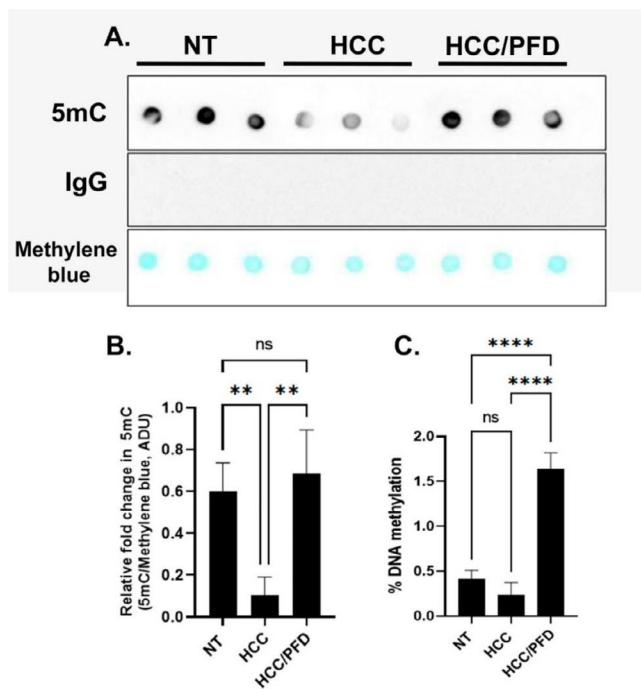 A.
NT HCC HCC/PFD
5mC
IgG
Methylene
blue
B.
ns
** **
Relative fold change in 5mC
(5mC/Methylene blue, ADU)
1.0
0.8
0.6
0.4
0.2
0.0
NT HCC HCC/PFD
C.
****
****
ns
% DNA methylation
2.0
1.5
1.0
0.5
0.0
NT HCC HCC/PFD